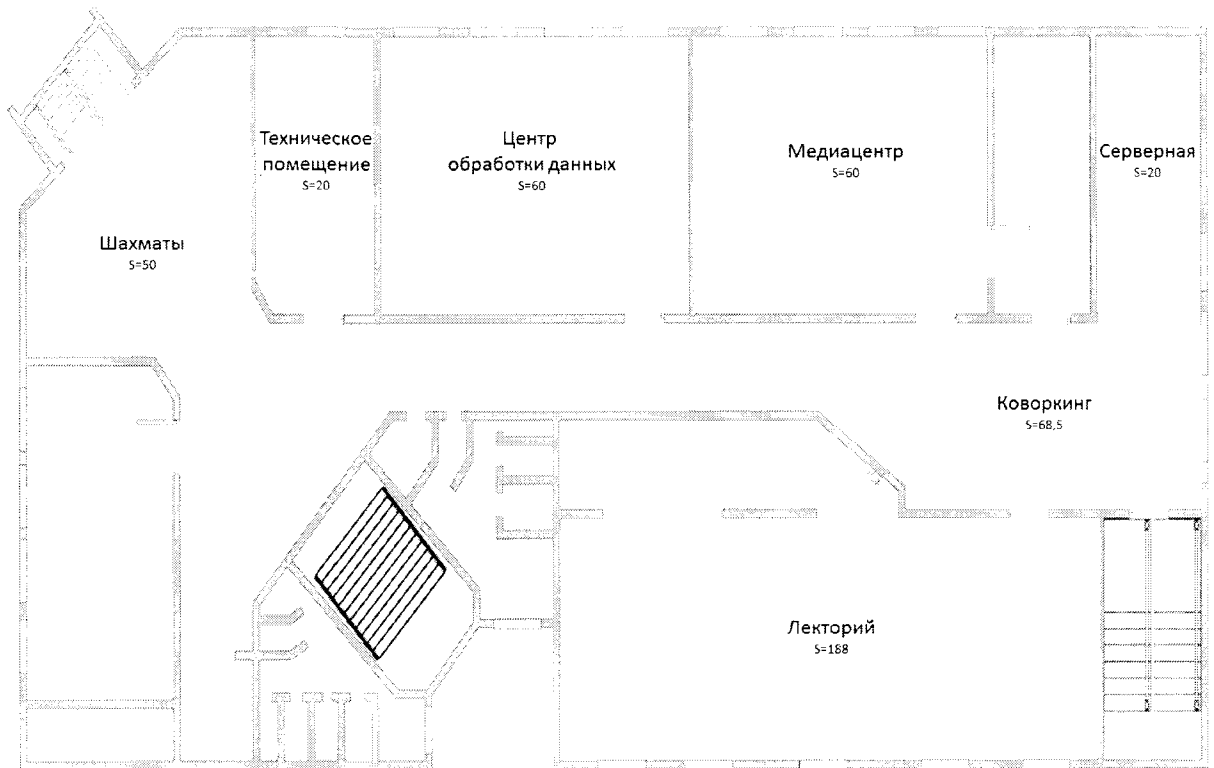 Техническое
помещение
S=20
Центр
обработки данных
S=60
Медиацентр
S=60
Серверная
S=20
Шахматы
S=50
Коворкинг
S=68,5
Лекторий
S=188